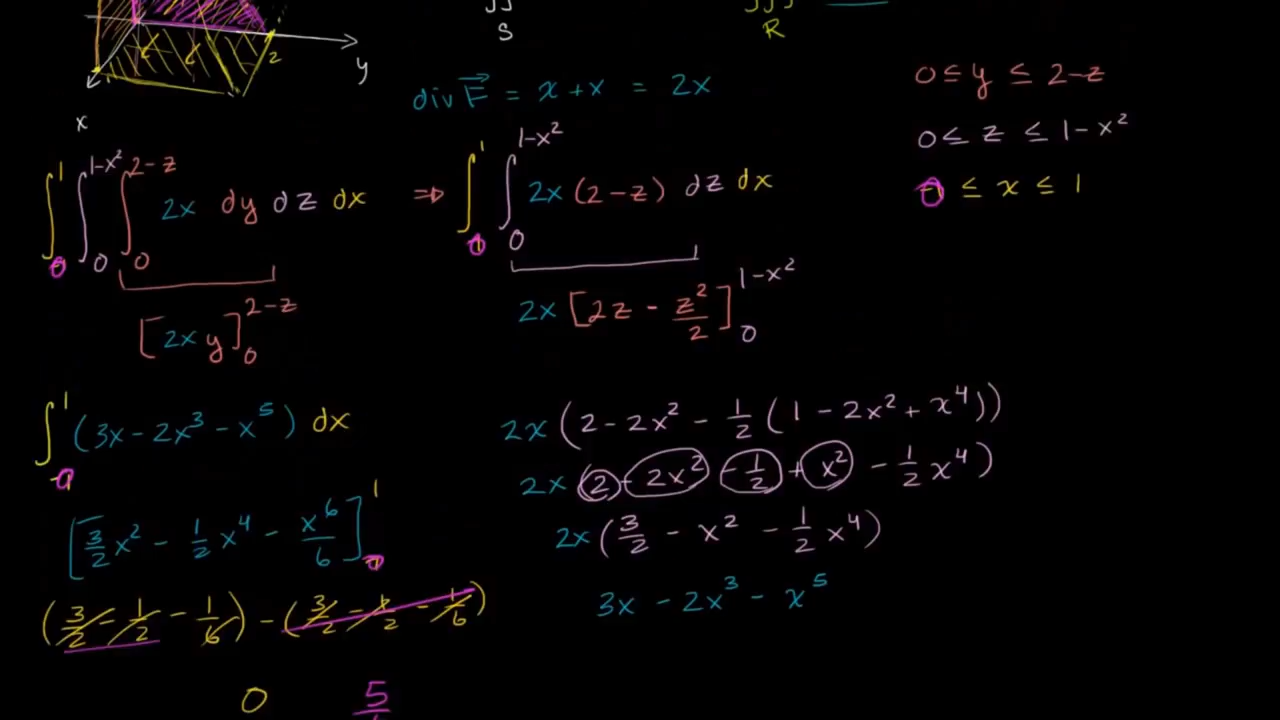 ∬
S
∭
R
2
y
x
div F⃗ = x + x = 2x
0 ≤ y ≤ 2-z
0 ≤ z ≤ 1-x²
0 ≤ x ≤ 1
∫₀¹ ∫₀^{1-x²} ∫₀^{2-z} 2x dy dz dx ⇒ ∫₀¹ ∫₀^{1-x²} 2x (2-z) dz dx
[2xy]₀^{2-z}
2x [2z - z²/2]₀^{1-x²}
∫₀¹ (3x - 2x³ - x⁵) dx
2x (2 - 2x² - 1/2 (1 - 2x² + x⁴))
2x (2 - 2x² - 1/2 + x² - 1/2 x⁴)
2x (3/2 - x² - 1/2 x⁴)
3x - 2x³ - x⁵
[3/2 x² - 1/2 x⁴ - x⁶/6]₀¹
(3/2 - 1/2 - 1/6) - (3/2 - 1/2 - 1/6)
0
5